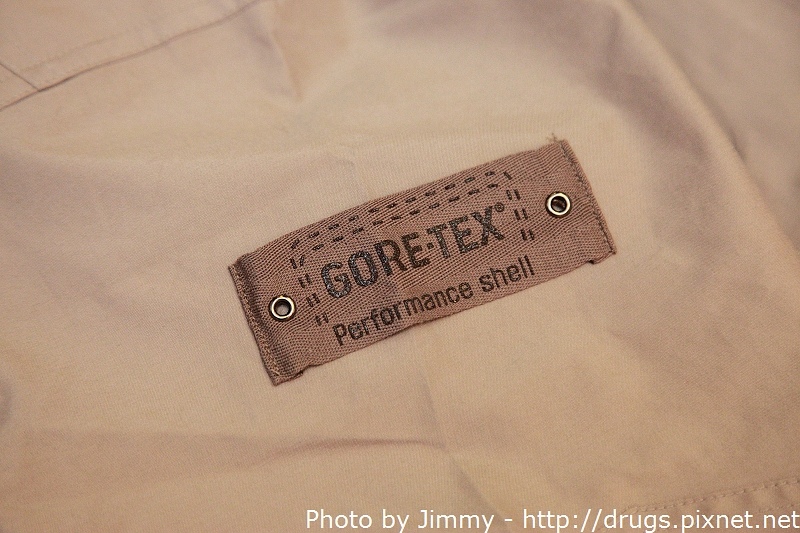 GORE-TEX®
Performance shell
Photo by Jimmy - http://drugs.pixnet.net